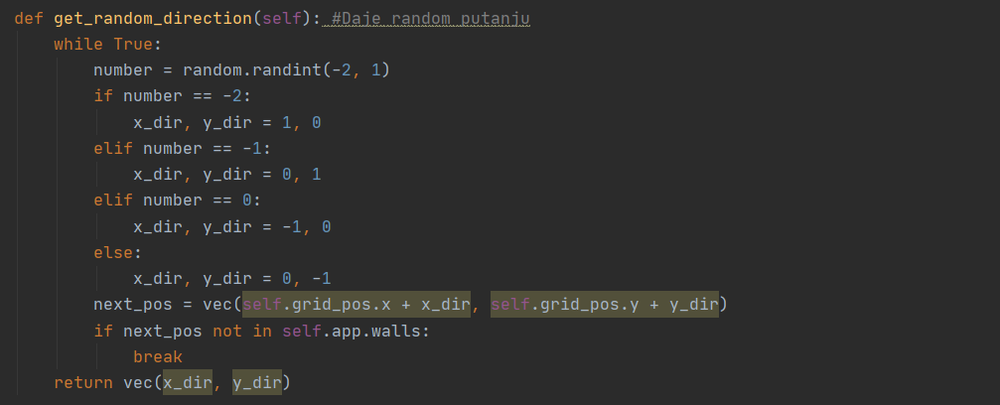 def get_random_direction(self): #Daje random putanju
    while True:
        number = random.randint(-2, 1)
        if number == -2:
            x_dir, y_dir = 1, 0
        elif number == -1:
            x_dir, y_dir = 0, 1
        elif number == 0:
            x_dir, y_dir = -1, 0
        else:
            x_dir, y_dir = 0, -1
        next_pos = vec(self.grid_pos.x + x_dir, self.grid_pos.y + y_dir)
        if next_pos not in self.app.walls:
            break
    return vec(x_dir, y_dir)